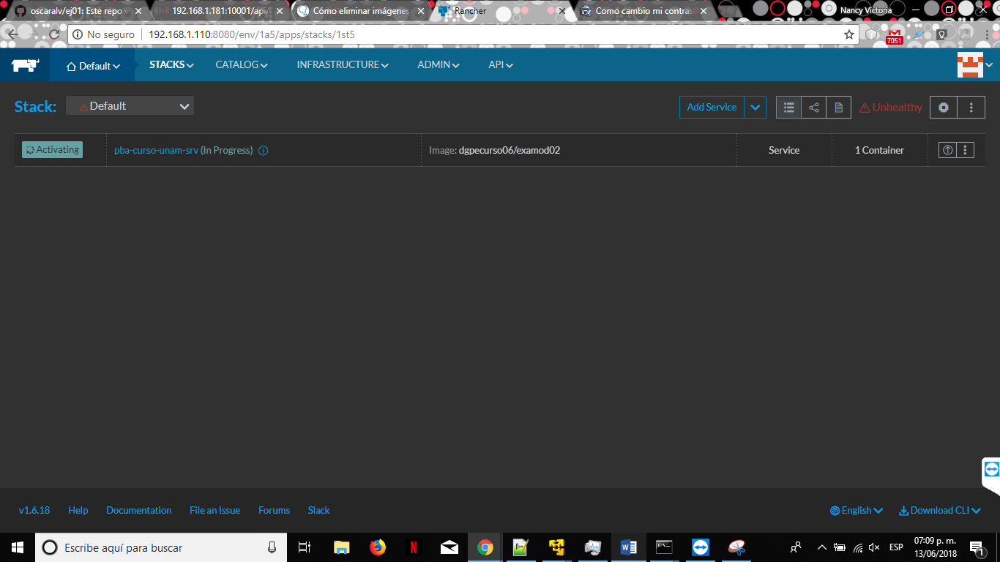 oscaralv/ej01: Este repo v
192.168.1.181:10001/api/
Cómo eliminar imágenes
Rancher
Como cambio mi contras
Nancy Victoria
No seguro
192.168.1.110:8080/env/1a5/apps/stacks/1st5
7051
Default
STACKS
CATALOG
INFRASTRUCTURE
ADMIN
API
Stack:
Default
Add Service
Unhealthy
Activating
pba-curso-unam-srv (In Progress)
Image: dgpecurso06/examod02
Service
1 Container
v1.6.18
Help
Documentation
File an Issue
Forums
Slack
English
Download CLI
Escribe aquí para buscar
ESP
07:09 p. m.
13/06/2018
1